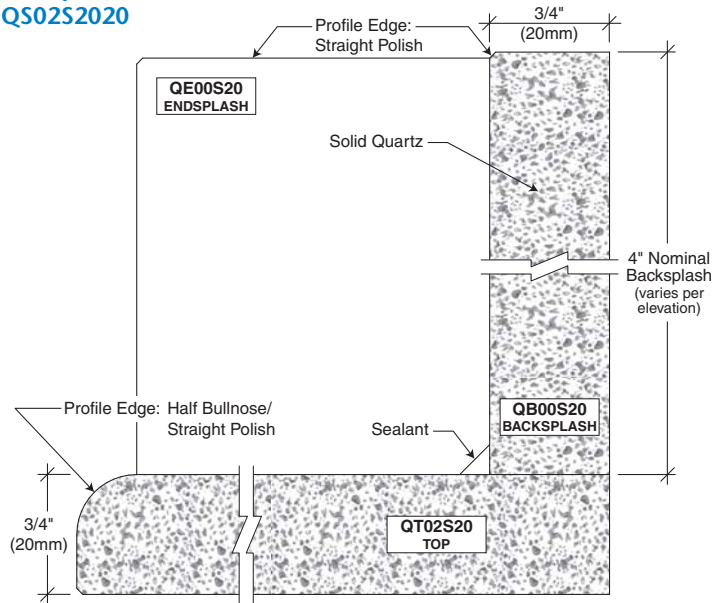 QS02S2020
Profile Edge:
Straight Polish
3/4"
(20mm)
QE00S20
ENDSPLASH
Solid Quartz
4" Nominal
Backsplash
(varies per
elevation)
Profile Edge: Half Bullnose/
Straight Polish
Sealant
QB00S20
BACKSPLASH
3/4"
(20mm)
QT02S20
TOP